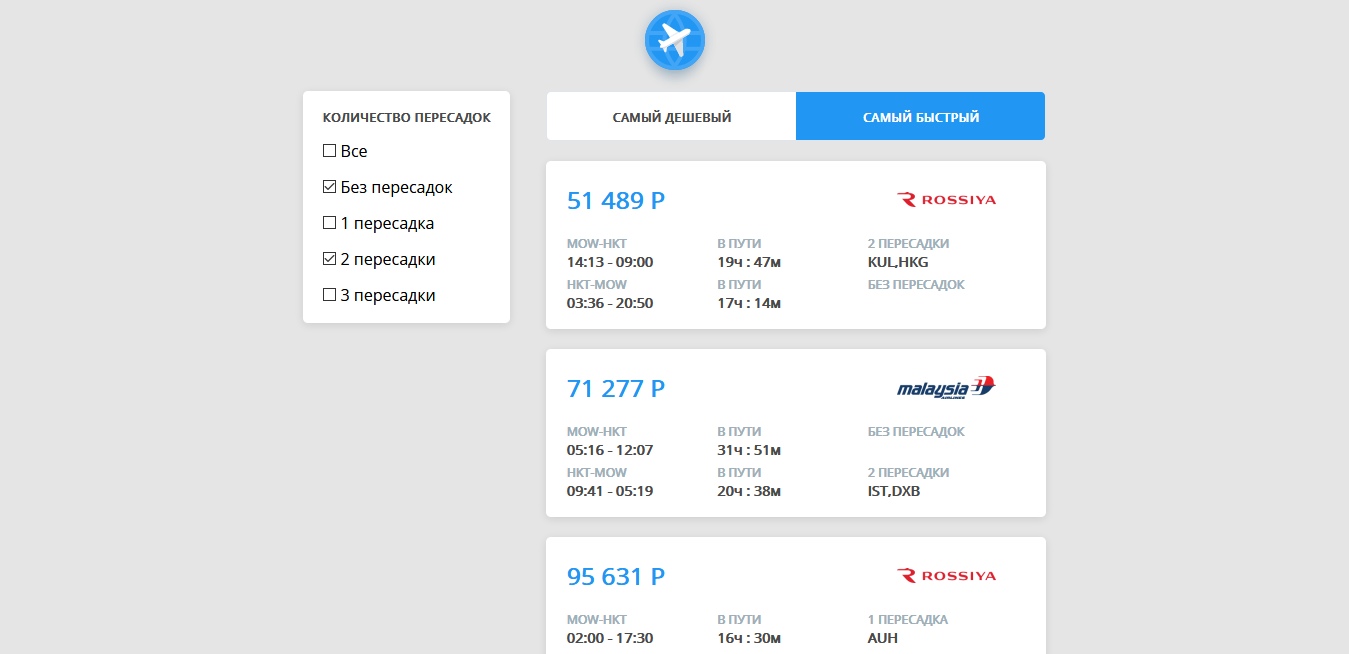 КОЛИЧЕСТВО ПЕРЕСАДОК
Все
Без пересадок
1 пересадка
2 пересадки
3 пересадки
САМЫЙ ДЕШЕВЫЙ САМЫЙ БЫСТРЫЙ
51 489 Р ROSSIYA
MOW-HKT В ПУТИ 2 ПЕРЕСАДКИ
14:13 - 09:00 19ч : 47м KUL,HKG
HKT-MOW В ПУТИ БЕЗ ПЕРЕСАДОК
03:36 - 20:50 17ч : 14м
71 277 Р malaysia
AIRLINES
MOW-HKT В ПУТИ БЕЗ ПЕРЕСАДОК
05:16 - 12:07 31ч : 51м
HKT-MOW В ПУТИ 2 ПЕРЕСАДКИ
09:41 - 05:19 20ч : 38м IST,DXB
95 631 Р ROSSIYA
MOW-HKT В ПУТИ 1 ПЕРЕСАДКА
02:00 - 17:30 16ч : 30м AUH